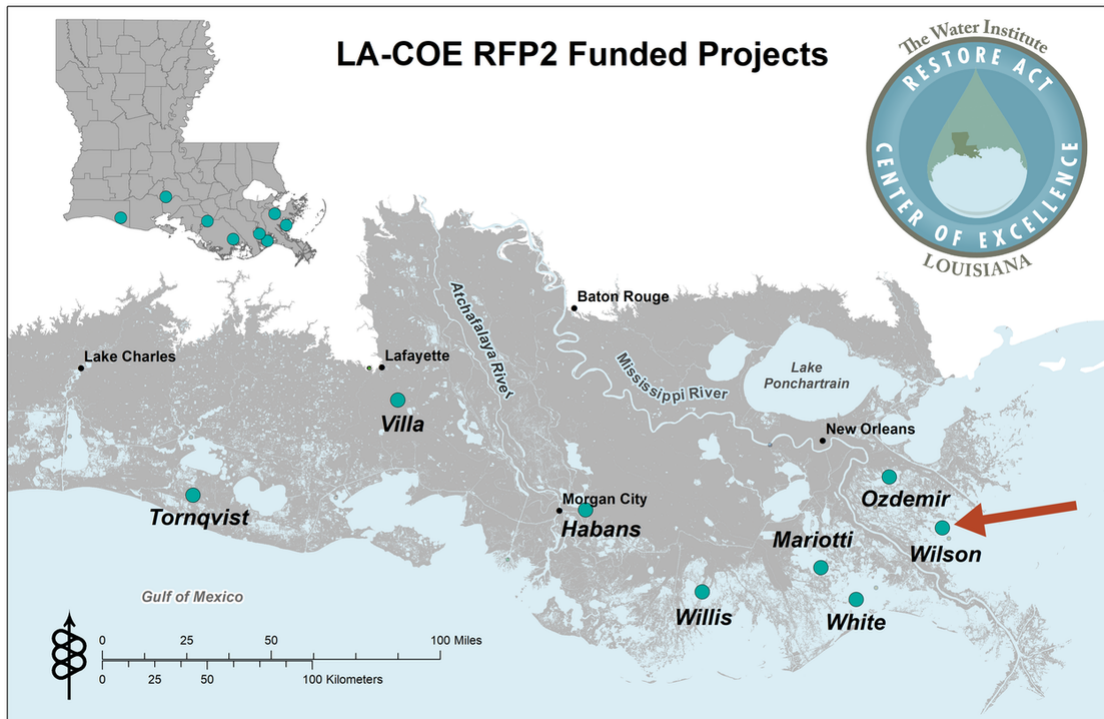 LA-COE RFP2 Funded Projects
The Water Institute
RESTORE ACT
CENTER OF EXCELLENCE
LOUISIANA
Baton Rouge
Atchafalaya River
Lake Charles
Lafayette
Mississippi River
Lake
Ponchartrain
Villa
New Orleans
Ozdemir
Tornqvist
Morgan City
Habans
Mariotti
Wilson
Gulf of Mexico
Willis
White
0 25 50 100 Miles
0 25 50 100 Kilometers